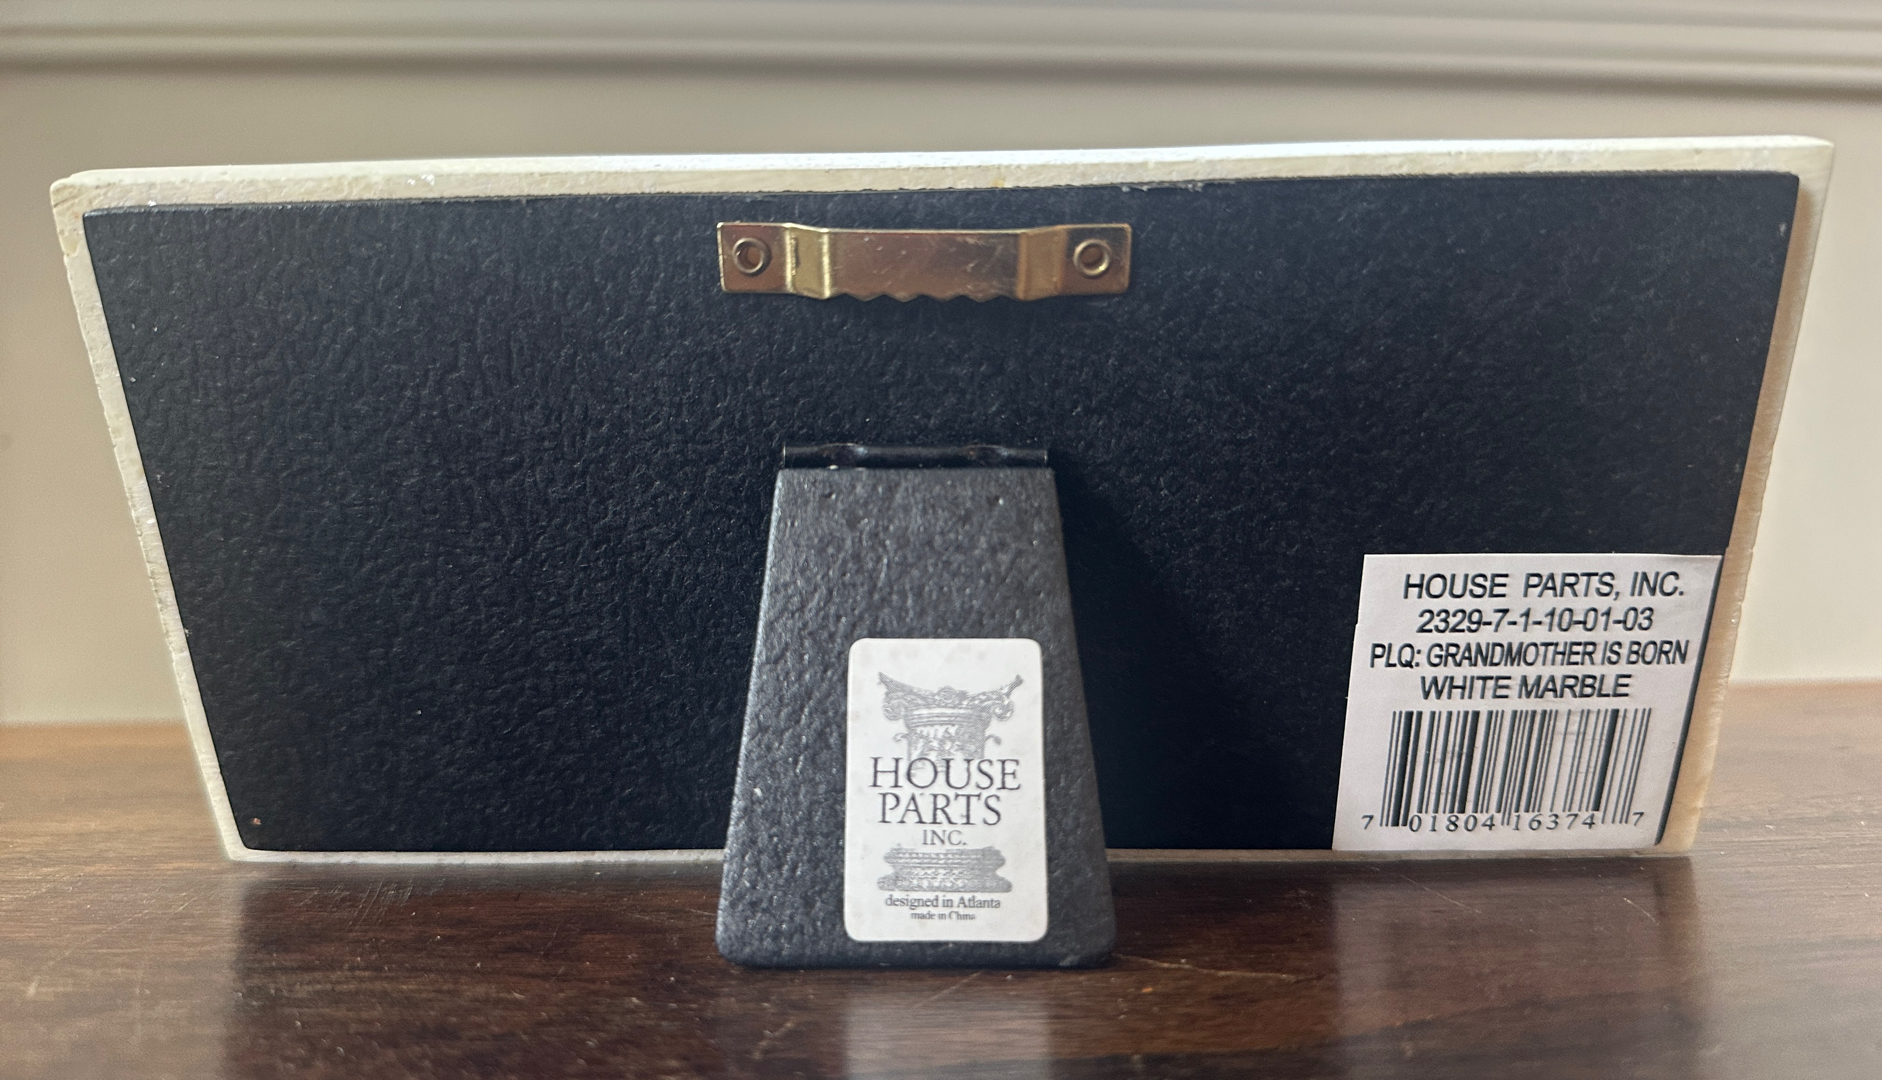 HOUSE PARTS, INC.
2329-7-1-10-01-03
PLQ: GRANDMOTHER IS BORN
WHITE MARBLE
7 01804 16374 7
HOUSE
PARTS
INC.
designed in Atlanta
made in China